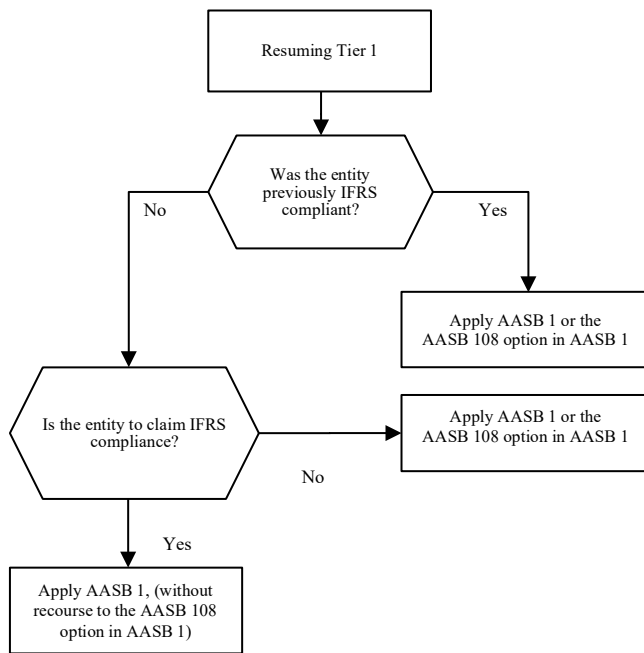 Resuming Tier 1
Was the entity
previously IFRS
compliant?
No
Yes
Apply AASB 1 or the
AASB 108 option in AASB 1
Is the entity to claim IFRS
compliance?
Apply AASB 1 or the
AASB 108 option in AASB 1
No
Yes
Apply AASB 1, (without
recourse to the AASB 108
option in AASB 1)